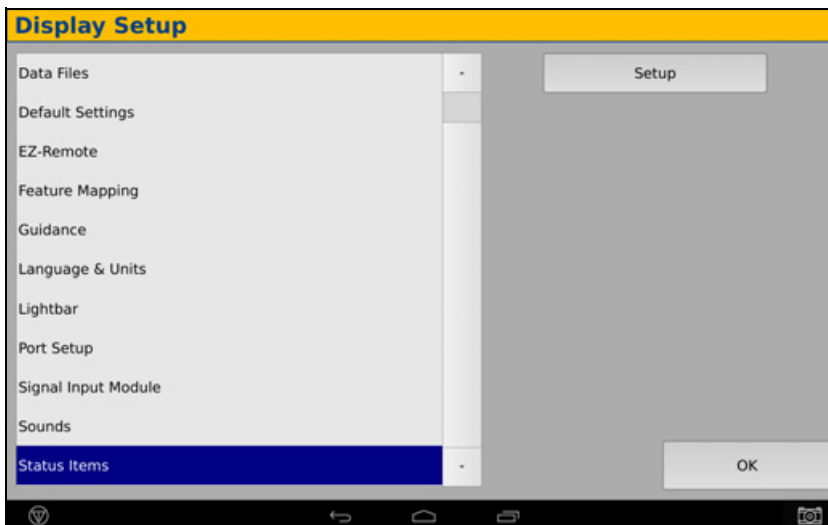 Display Setup
Data Files
Default Settings
EZ-Remote
Feature Mapping
Guidance
Language & Units
Lightbar
Port Setup
Signal Input Module
Sounds
Status Items
Setup
OK